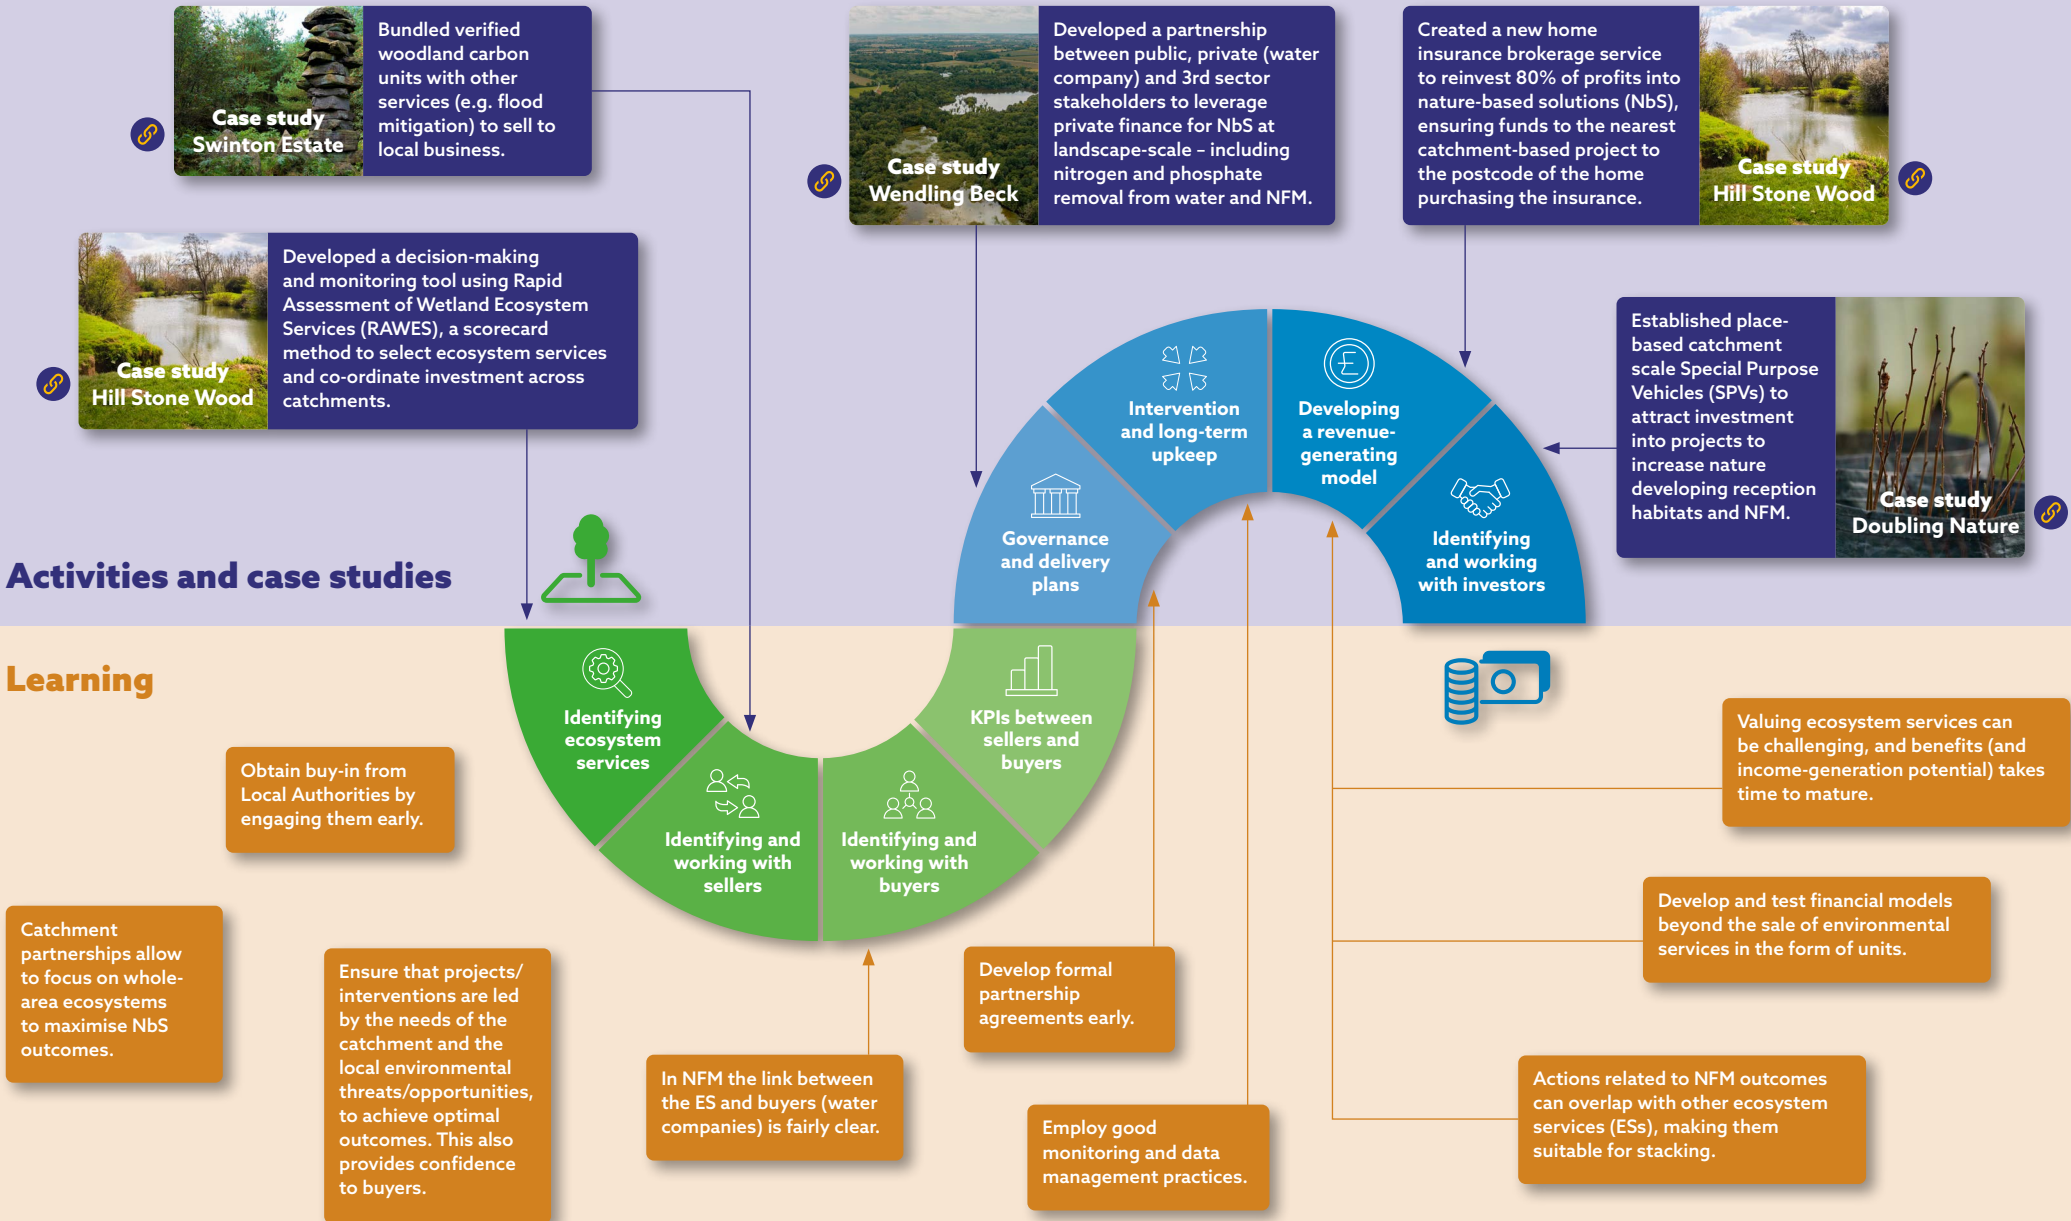 Bundled verified
woodland carbon
units with other
services (e.g. flood
mitigation) to sell to
local business.
Case study
Swinton Estate
Developed a partnership
between public, private (water
company) and 3rd sector
stakeholders to leverage
private finance for NbS at
landscape-scale – including
nitrogen and phosphate
removal from water and NFM.
Case study
Wendling Beck
Created a new home
insurance brokerage service
to reinvest 80% of profits into
nature-based solutions (NbS),
ensuring funds to the nearest
catchment-based project to
the postcode of the home
purchasing the insurance.
Case study
Hill Stone Wood
Developed a decision-making
and monitoring tool using Rapid
Assessment of Wetland Ecosystem
Services (RAWES), a scorecard
method to select ecosystem services
and co-ordinate investment across
catchments.
Case study
Hill Stone Wood
Established place-
based catchment
scale Special Purpose
Vehicles (SPVs) to
attract investment
into projects to
increase nature
developing reception
habitats and NFM.
Case study
Doubling Nature
Activities and case studies
Learning
Identifying
ecosystem
services
Identifying and
working with
sellers
Identifying and
working with
buyers
KPIs between
sellers and
buyers
Governance
and delivery
plans
Intervention
and long-term
upkeep
Developing
a revenue-
generating
model
Identifying
and working
with investors
Obtain buy-in from
Local Authorities by
engaging them early.
Catchment
partnerships allow
to focus on whole-
area ecosystems
to maximise NbS
outcomes.
Ensure that projects/
interventions are led
by the needs of the
catchment and the
local environmental
threats/opportunities,
to achieve optimal
outcomes. This also
provides confidence
to buyers.
In NFM the link between
the ES and buyers (water
companies) is fairly clear.
Develop formal
partnership
agreements early.
Employ good
monitoring and data
management practices.
Valuing ecosystem services can
be challenging, and benefits (and
income-generation potential) takes
time to mature.
Develop and test financial models
beyond the sale of environmental
services in the form of units.
Actions related to NFM outcomes
can overlap with other ecosystem
services (ESs), making them
suitable for stacking.